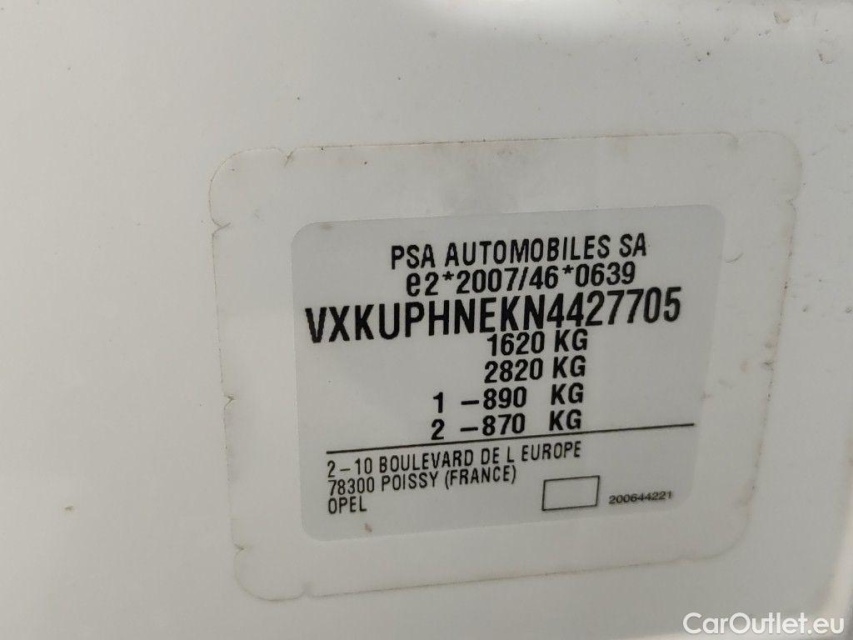 PSA AUTOMOBILES SA
e2*2007/46*0639
VXKUPHNEKN4427705
1620 KG
2820 KG
1 -890 KG
2 -870 KG
2-10 BOULEVARD DE L EUROPE
78300 POISSY (FRANCE)
OPEL
200644221
CarOutlet.eu